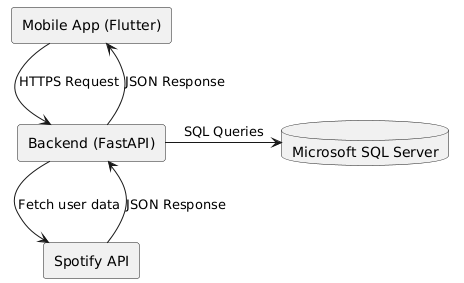 Mobile App (Flutter)
HTTPS Request
JSON Response
Backend (FastAPI)
SQL Queries
Microsoft SQL Server
Fetch user data
JSON Response
Spotify API